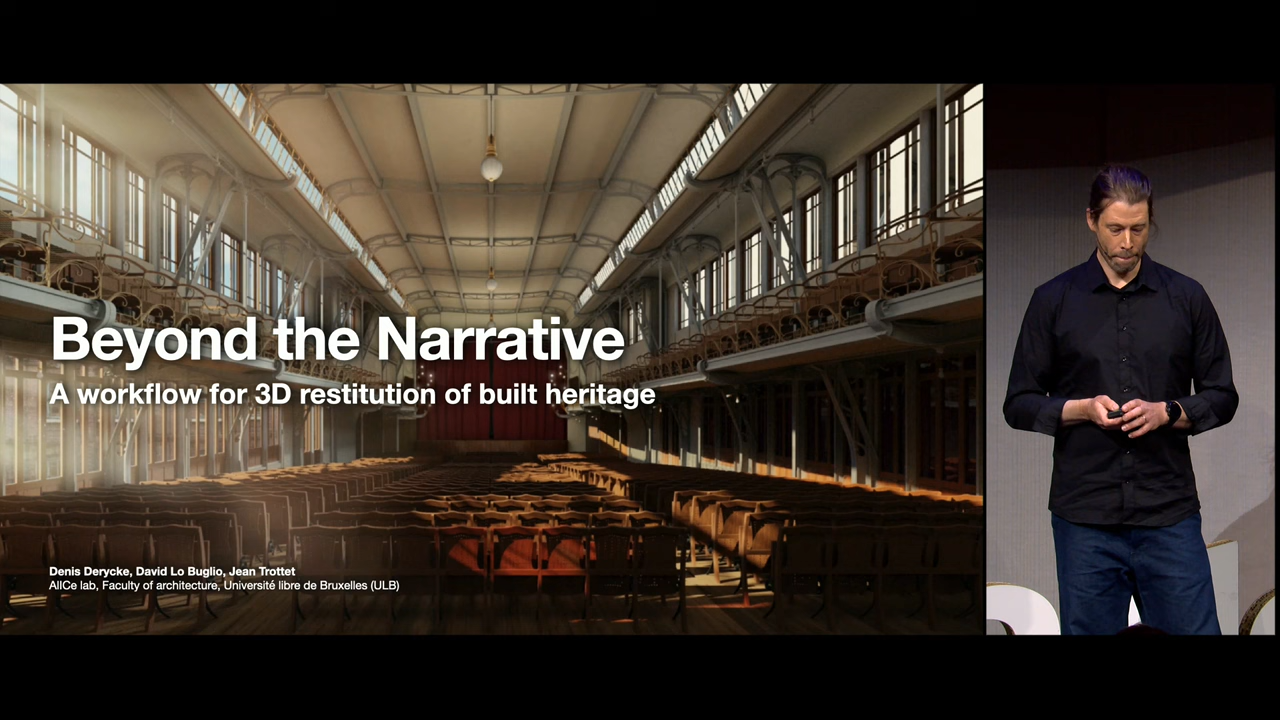 Beyond the Narrative
A workflow for 3D restitution of built heritage
Denis Derycke, David Lo Buglio, Jean Trottet
AlICe lab, Faculty of architecture, Université libre de Bruxelles (ULB)